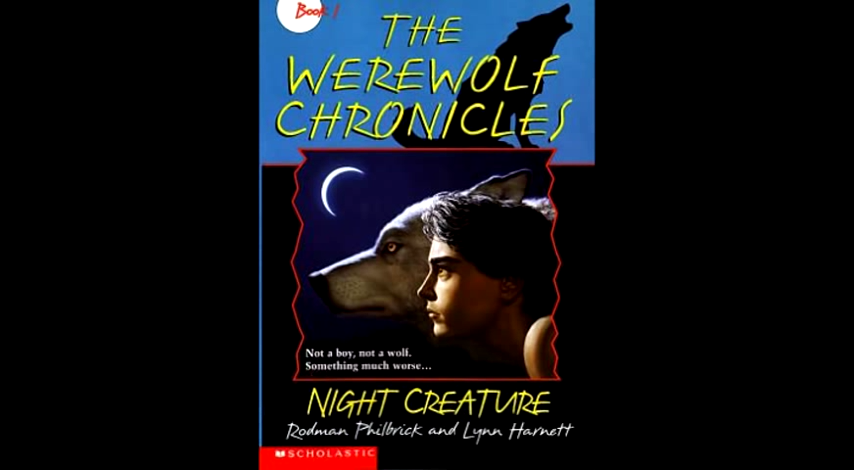 Book 1
THE
WEREWOLF
CHRONICLES
Not a boy, not a wolf.
Something much worse...
NIGHT CREATURE
Rodman Philbrick and Lynn Harnett
SCHOLASTIC